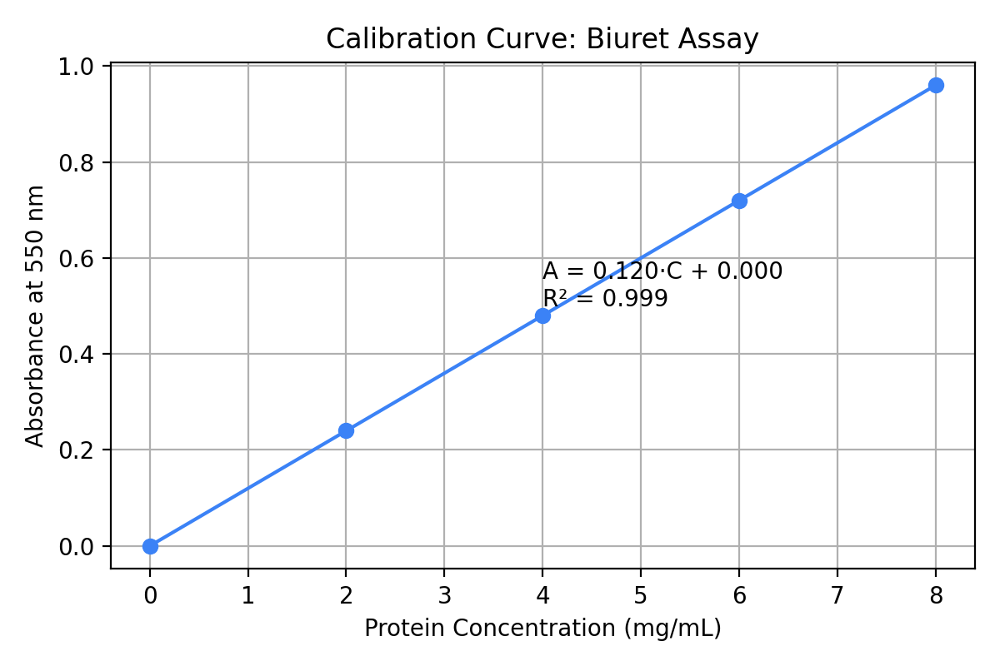 Calibration Curve: Biuret Assay
1.0
0.8
0.6
0.4
0.2
0.0
Absorbance at 550 nm
A = 0.120·C + 0.000
R² = 0.999
0 1 2 3 4 5 6 7 8
Protein Concentration (mg/mL)